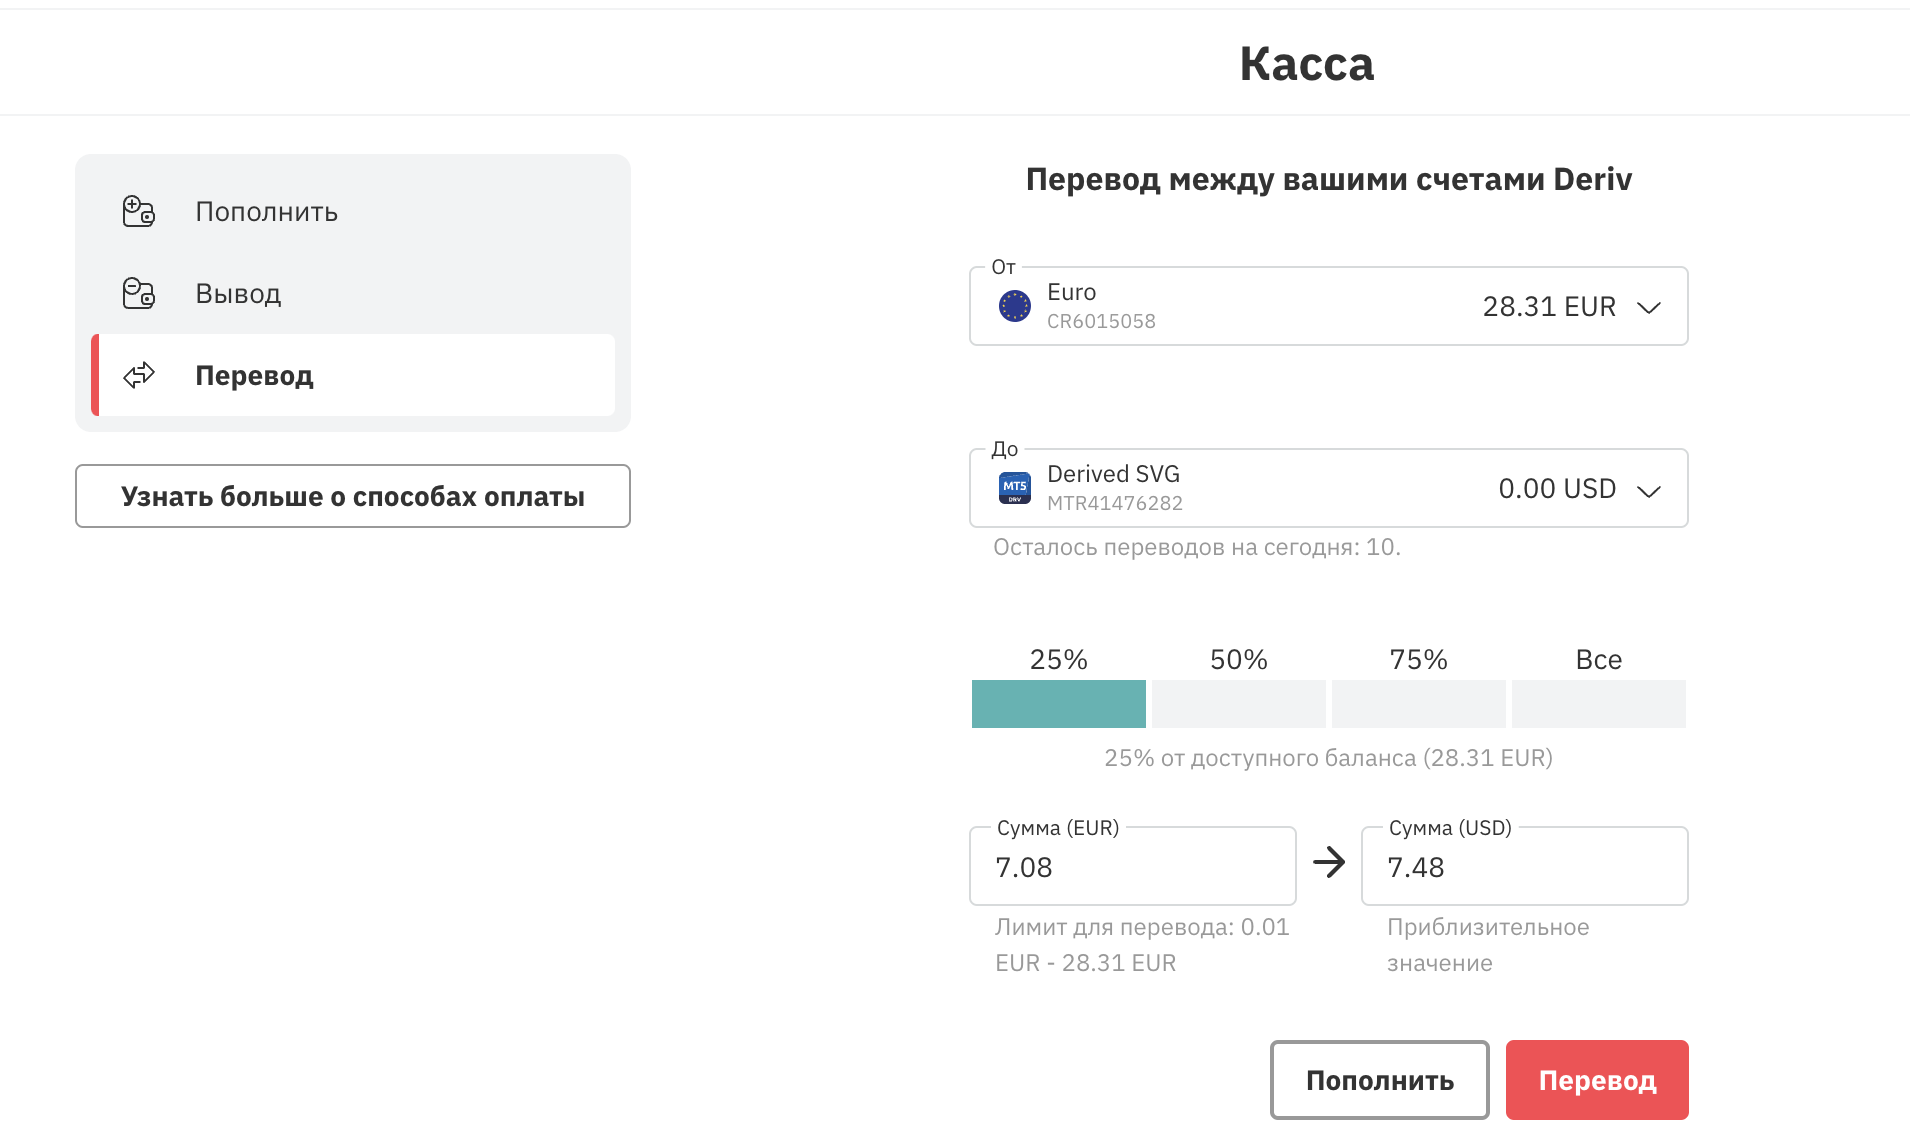 Касса
Пополнить
Вывод
Перевод
Узнать больше о способах оплаты
Перевод между вашими счетами Deriv
От
Euro
CR6015058
28.31 EUR
До
MT5
DRV
Derived SVG
MTR41476282
0.00 USD
Осталось переводов на сегодня: 10.
25% 50% 75% Все
25% от доступного баланса (28.31 EUR)
Сумма (EUR)
7.08
Лимит для перевода: 0.01
EUR - 28.31 EUR
Сумма (USD)
7.48
Приблизительное
значение
Пополнить
Перевод